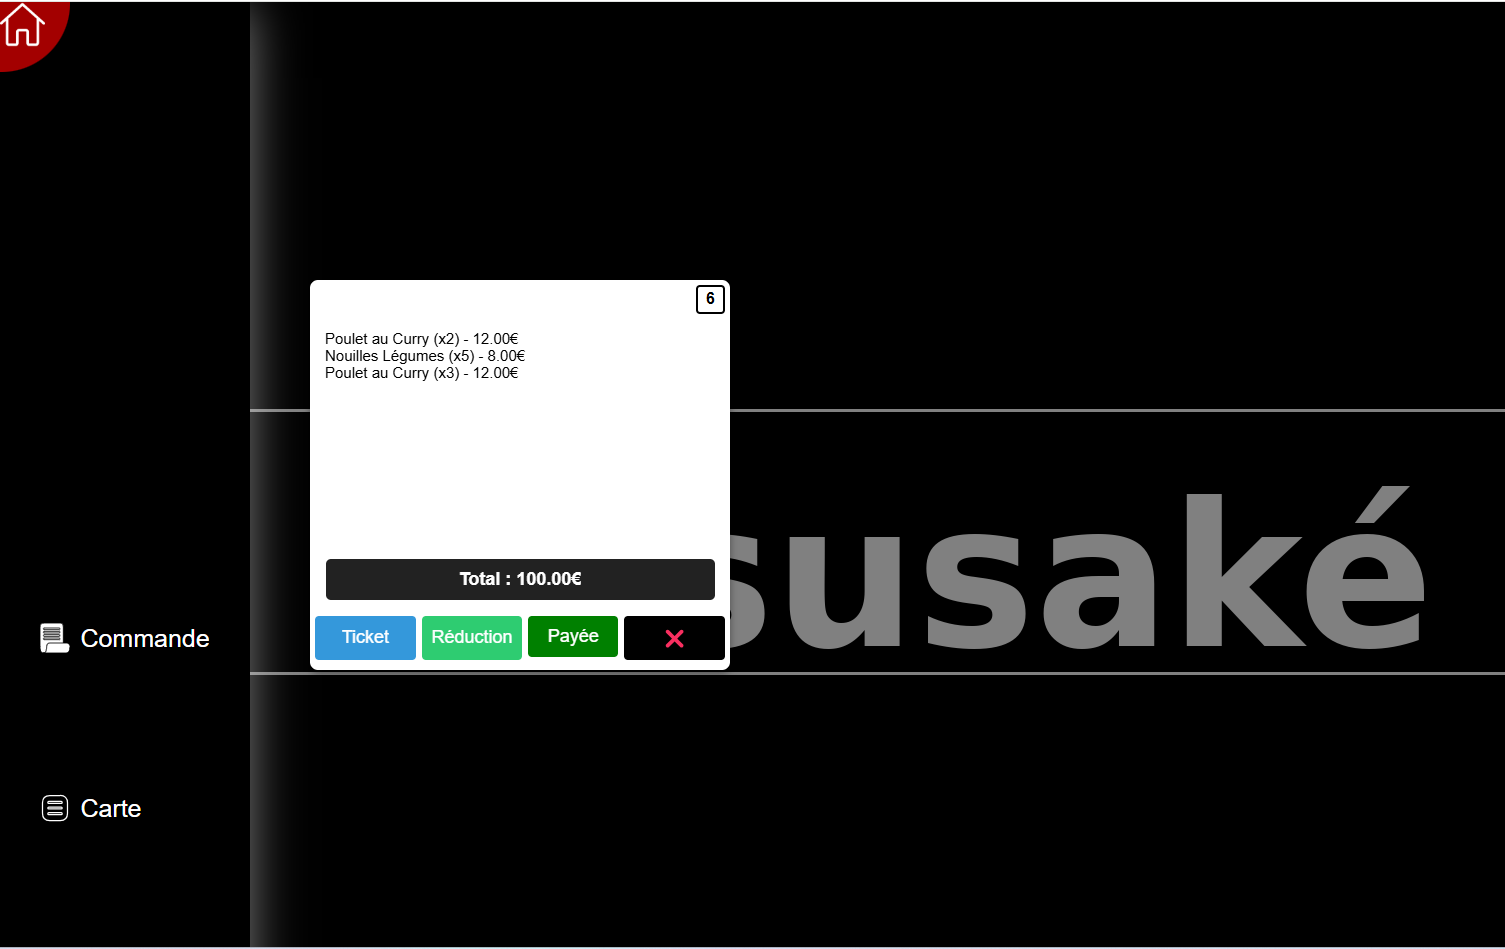 6
Poulet au Curry (x2) - 12.00€
Nouilles Légumes (x5) - 8.00€
Poulet au Curry (x3) - 12.00€
susaké
Total : 100.00€
Ticket
Réduction
Payée
Commande
Carte